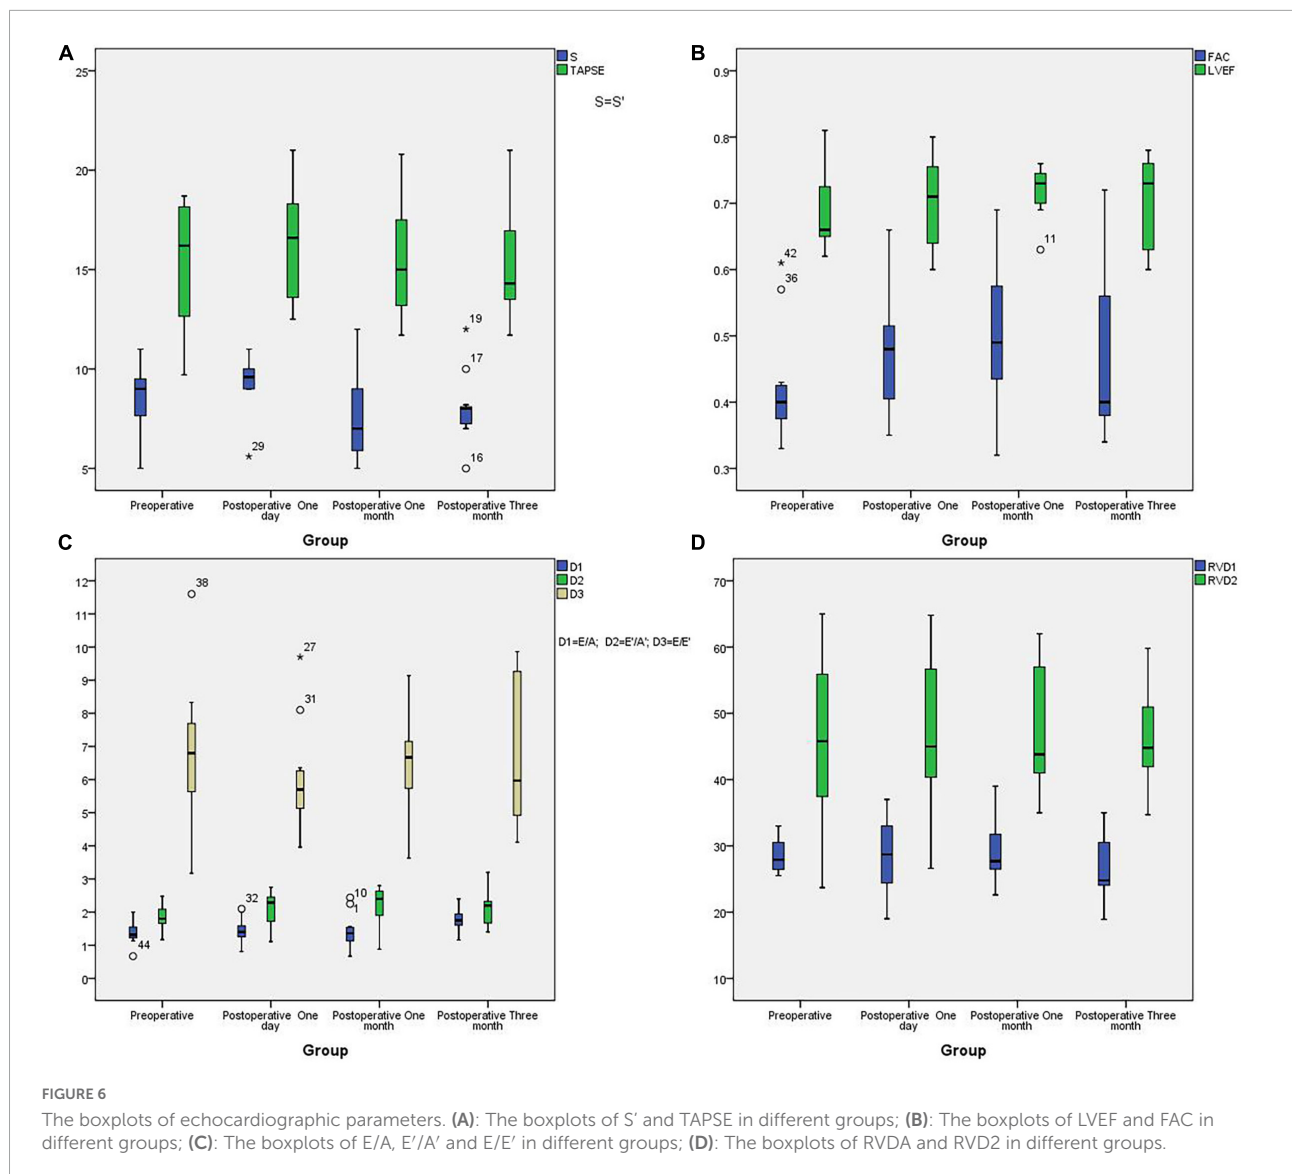 A
S
TAPSE
S=S'
25
20
15
10
5
29
19
17
16
Preoperative
Postoperative One day
Postoperative One month
Postoperative Three month
Group
B
FAC
LVEF
0.9
0.8
0.7
0.6
0.5
0.4
0.3
42
36
11
Preoperative
Postoperative One day
Postoperative One month
Postoperative Three month
Group
C
D1
D2
D3
D1=E/A; D2=E'/A'; D3=E/E'
12
11
10
9
8
7
6
5
4
3
2
1
0
38
44
27
31
32
10
1
Preoperative
Postoperative One day
Postoperative One month
Postoperative Three month
Group
D
RVD1
RVD2
70
60
50
40
30
20
10
Preoperative
Postoperative One day
Postoperative One month
Postoperative Three month
Group
FIGURE 6
The boxplots of echocardiographic parameters. (A): The boxplots of S′ and TAPSE in different groups; (B): The boxplots of LVEF and FAC in
different groups; (C): The boxplots of E/A, E′/A′ and E/E′ in different groups; (D): The boxplots of RVDA and RVD2 in different groups.